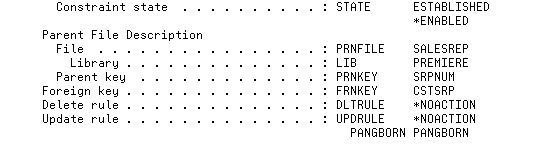 Constraint state . . . . . . . . . . : STATE ESTABLISHED
*ENABLED
Parent File Description
File . . . . . . . . . . . . . . . . : PRNFILE SALESREP
Library . . . . . . . . . . . . . : LIB PREMIERE
Parent key . . . . . . . . . . . . . : PRNKEY SRPNUM
Foreign key . . . . . . . . . . . . . : FRNKEY CSTSRP
Delete rule . . . . . . . . . . . . . : DLTRULE *NOACTION
Update rule . . . . . . . . . . . . . : UPDRULE *NOACTION
PANGBORN PANGBORN